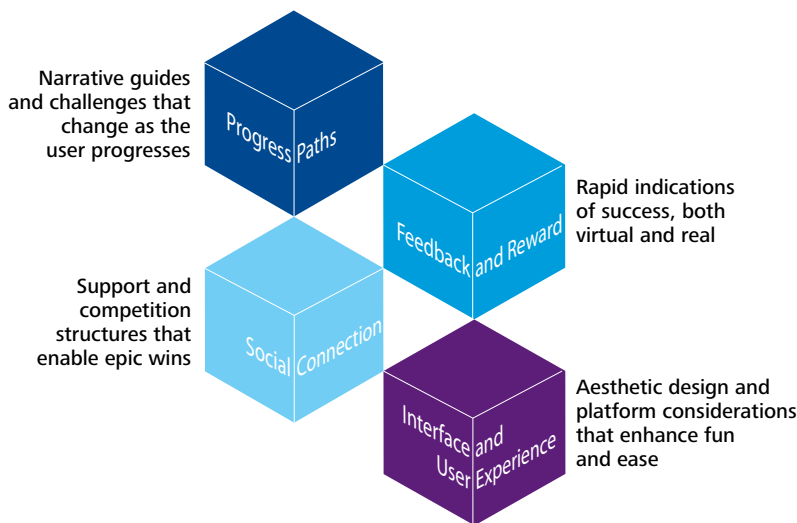 Narrative guides
and challenges that
change as the
user progresses
Progress Paths
Feedback and Reward
Rapid indications
of success, both
virtual and real
Support and
competition
structures that
enable epic wins
Social Connection
Interface and
User Experience
Aesthetic design and
platform considerations
that enhance fun
and ease